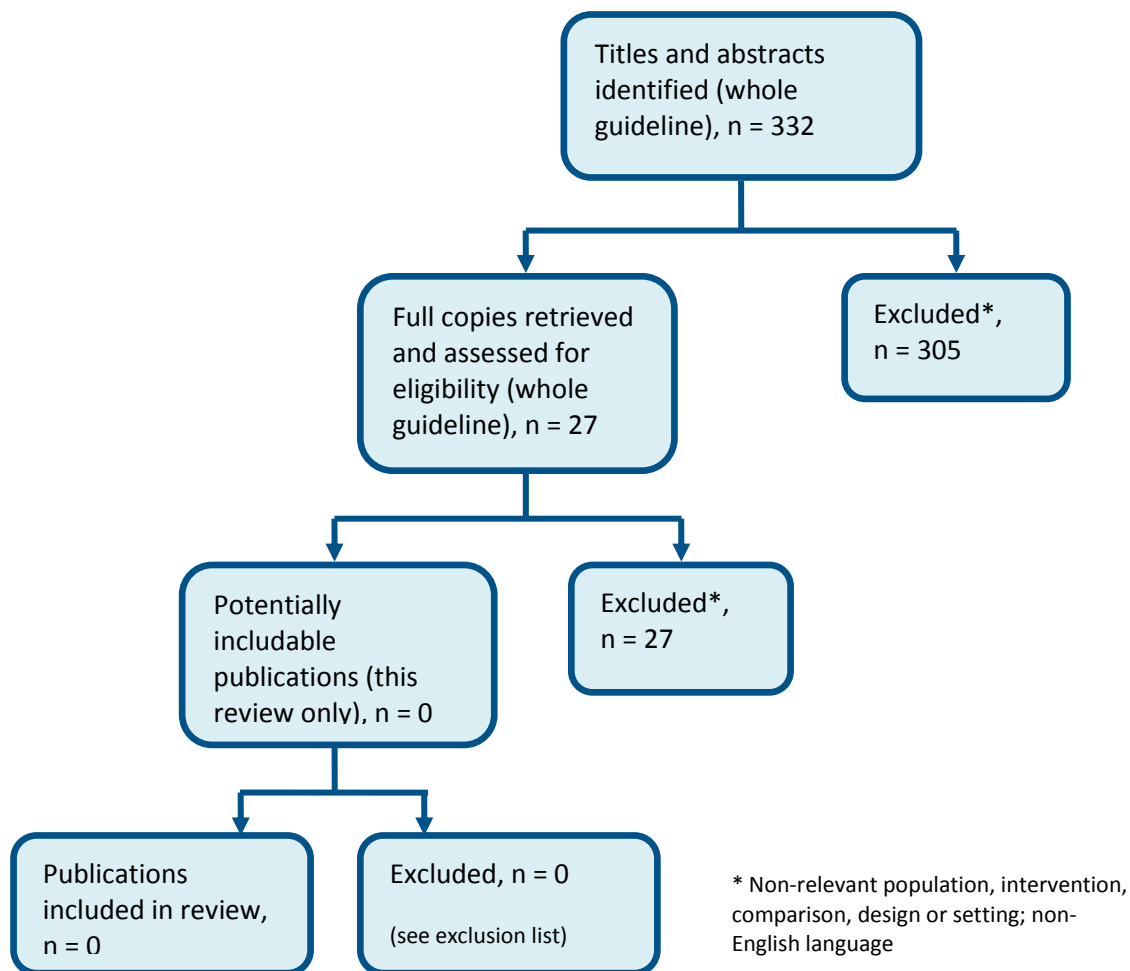 Titles and abstracts
identified (whole
guideline), n = 332
Full copies retrieved
and assessed for
eligibility (whole
guideline), n = 27
Excluded*,
n = 305
Potentially
includable
publications (this
review only), n = 0
Excluded*,
n = 27
Publications
included in review,
n = 0
Excluded, n = 0
(see exclusion list)
* Non-relevant population, intervention,
comparison, design or setting; non-
English language